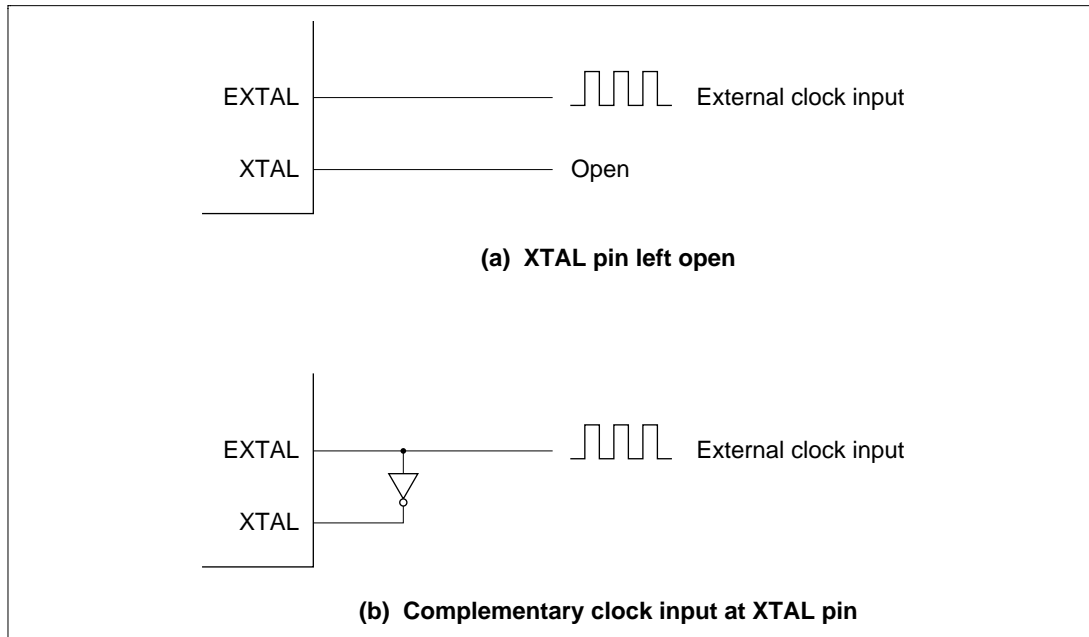 EXTAL External clock input
XTAL Open
(a) XTAL pin left open
EXTAL External clock input
XTAL
(b) Complementary clock input at XTAL pin